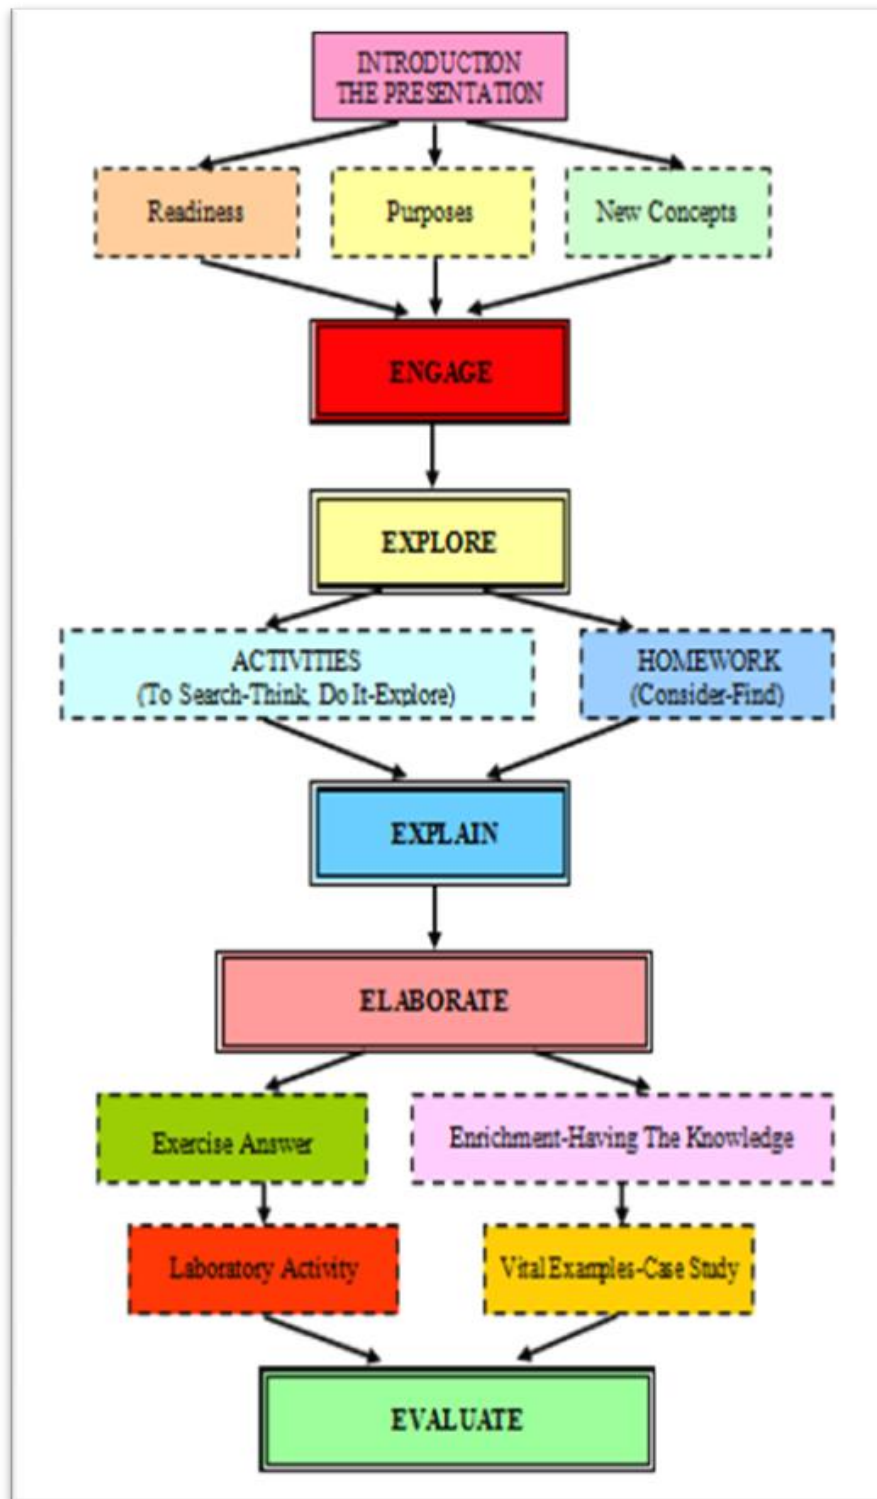 INTRODUCTION
THE PRESENTATION
Readiness
Purposes
New Concepts
ENGAGE
EXPLORE
ACTIVITIES
(To Search-Think, Do It-Explore)
HOMEWORK
(Consider-Find)
EXPLAIN
ELABORATE
Exercise Answer
Enrichment-Having The Knowledge
Laboratory Activity
Vital Examples-Case Study
EVALUATE